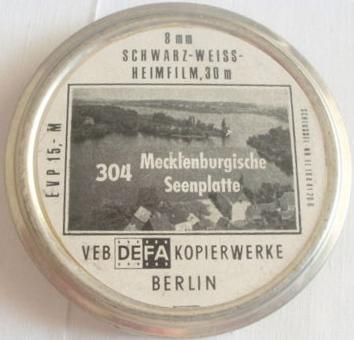 8 mm
SCHWARZ-WEISS-
HEIMFILM, 30 m
EVP 15,- M
304 Mecklenburgische
Seenplatte
VEB DEFA KOPIERWERKE
BERLIN